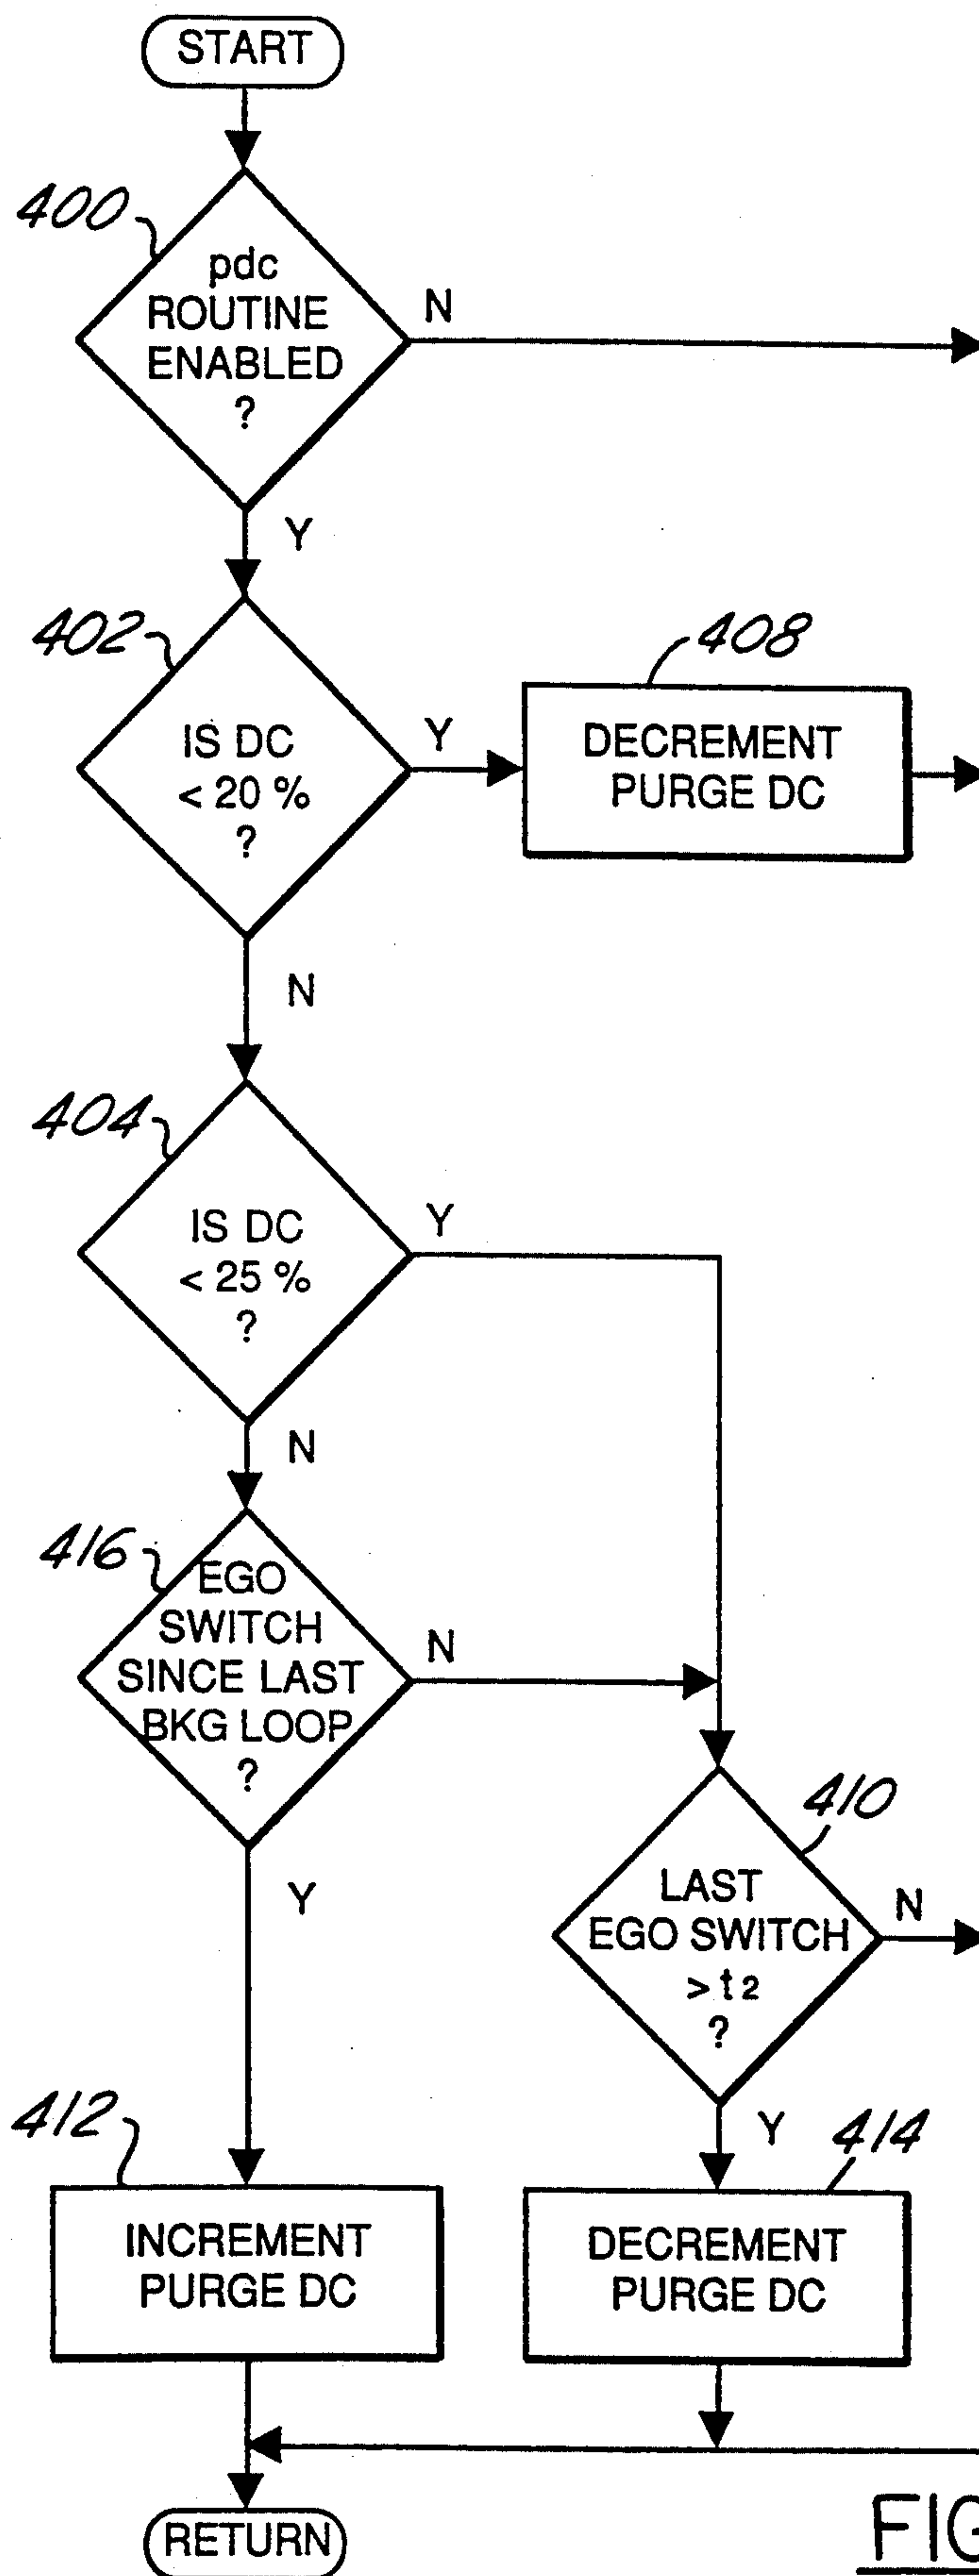 START
400
pdc
ROUTINE
ENABLED
?
N
Y
402
IS DC
< 20 %
?
Y
408
DECREMENT
PURGE DC
N
404
IS DC
< 25 %
?
Y
N
416
EGO
SWITCH
SINCE LAST
BKG LOOP
?
N
Y
410
LAST
EGO SWITCH
> t2
?
N
Y
412
INCREMENT
PURGE DC
414
DECREMENT
PURGE DC
RETURN
FIG